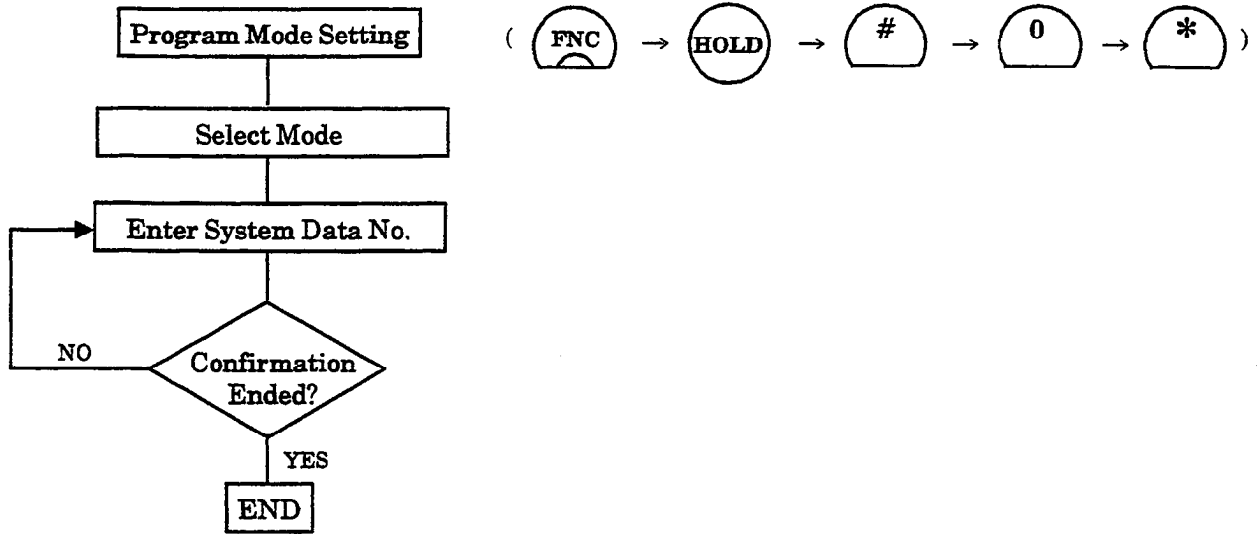 Program Mode Setting
( FNC → HOLD → # → 0 → * )
Select Mode
Enter System Data No.
NO
Confirmation
Ended?
YES
END